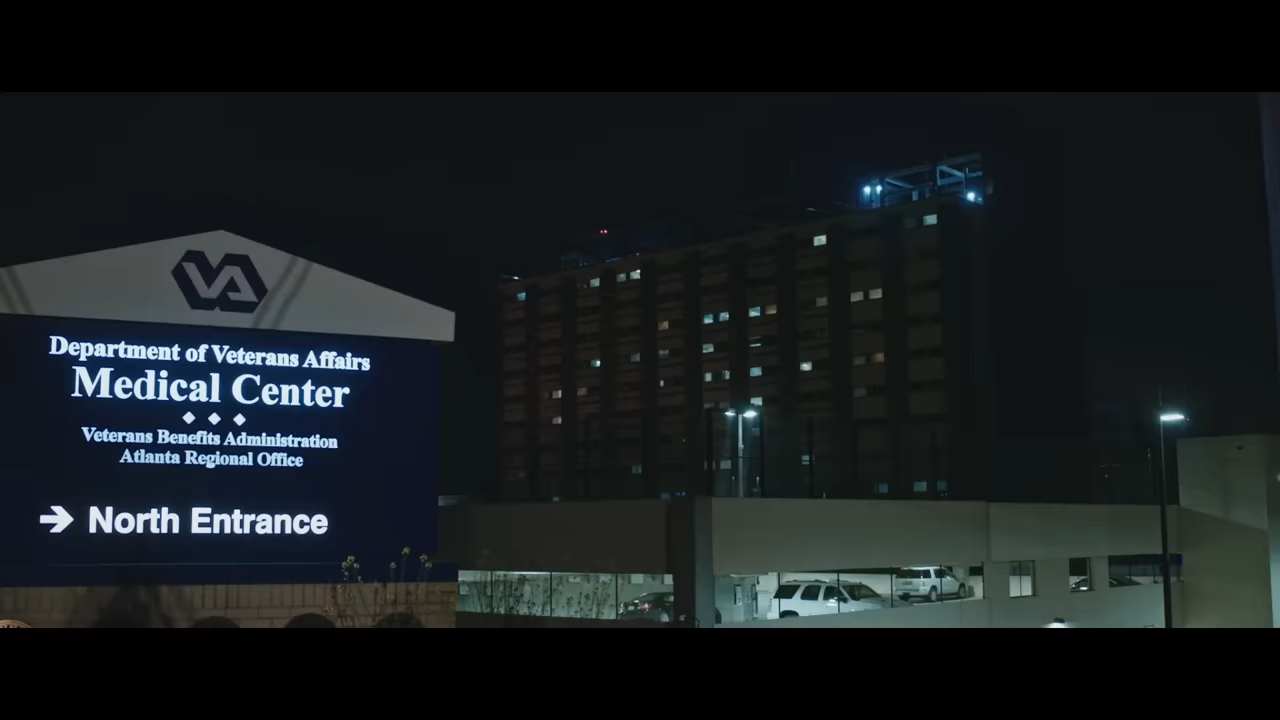 VA
Department of Veterans Affairs
Medical Center
Veterans Benefits Administration
Atlanta Regional Office
→ North Entrance